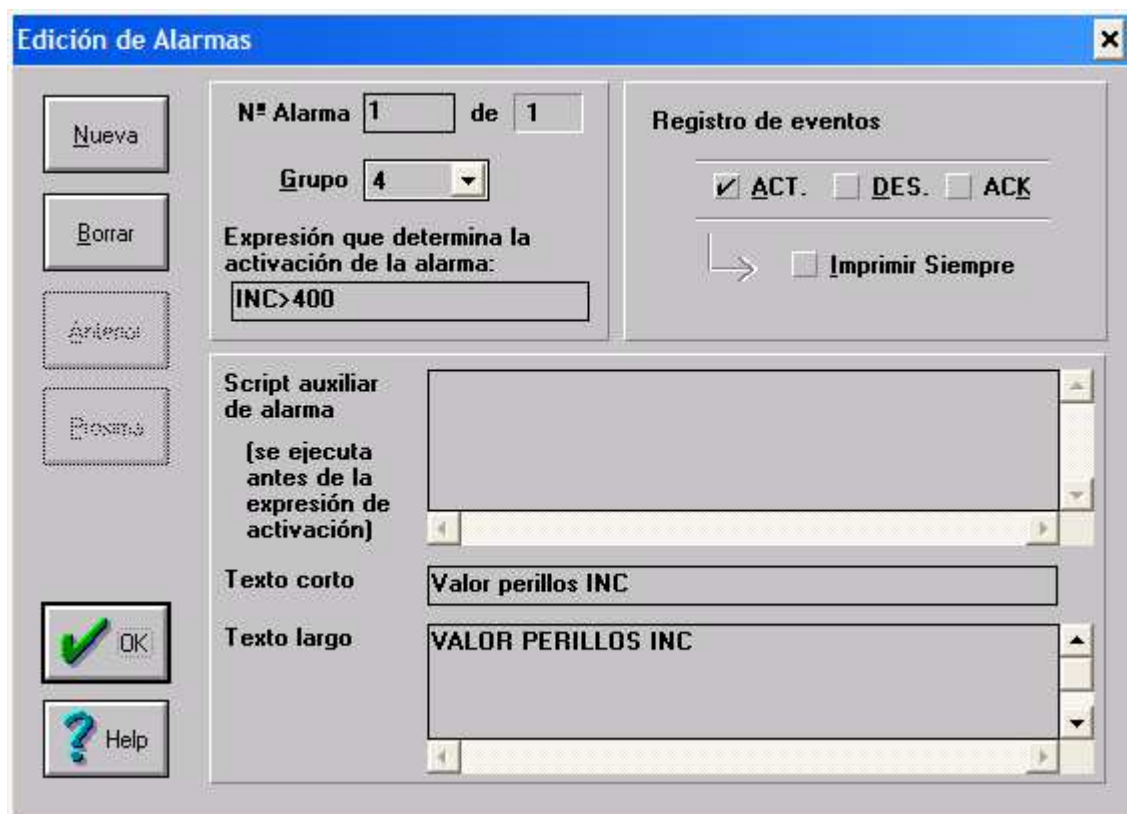 Edición de Alarmas
Nueva
Borrar
Anterior
Próxima
OK
Help
Nº Alarma 1 de 1
Grupo 4
Expresión que determina la
activación de la alarma:
INC>400
Registro de eventos
ACT. DES. ACK
Imprimir Siempre
Script auxiliar
de alarma
(se ejecuta
antes de la
expresión de
activación)
Texto corto Valor perillos INC
Texto largo VALOR PERILLOS INC